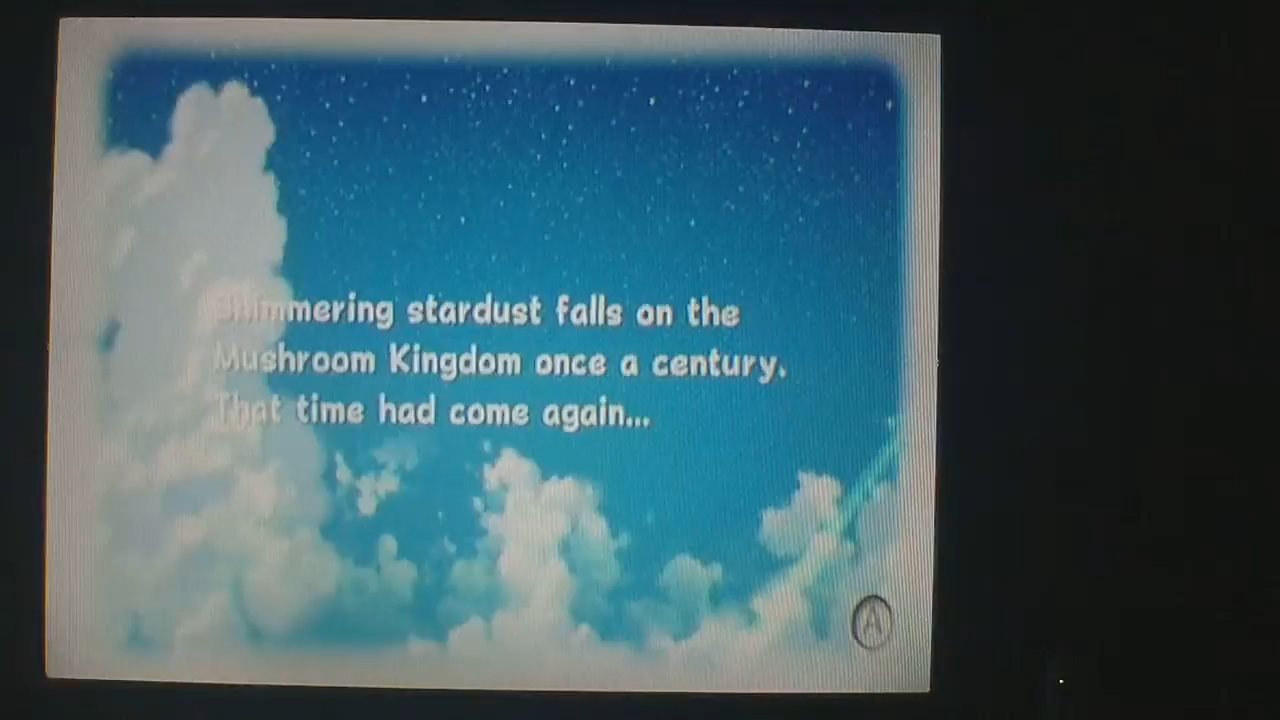 Shimmering stardust falls on the
Mushroom Kingdom once a century.
That time had come again...
A